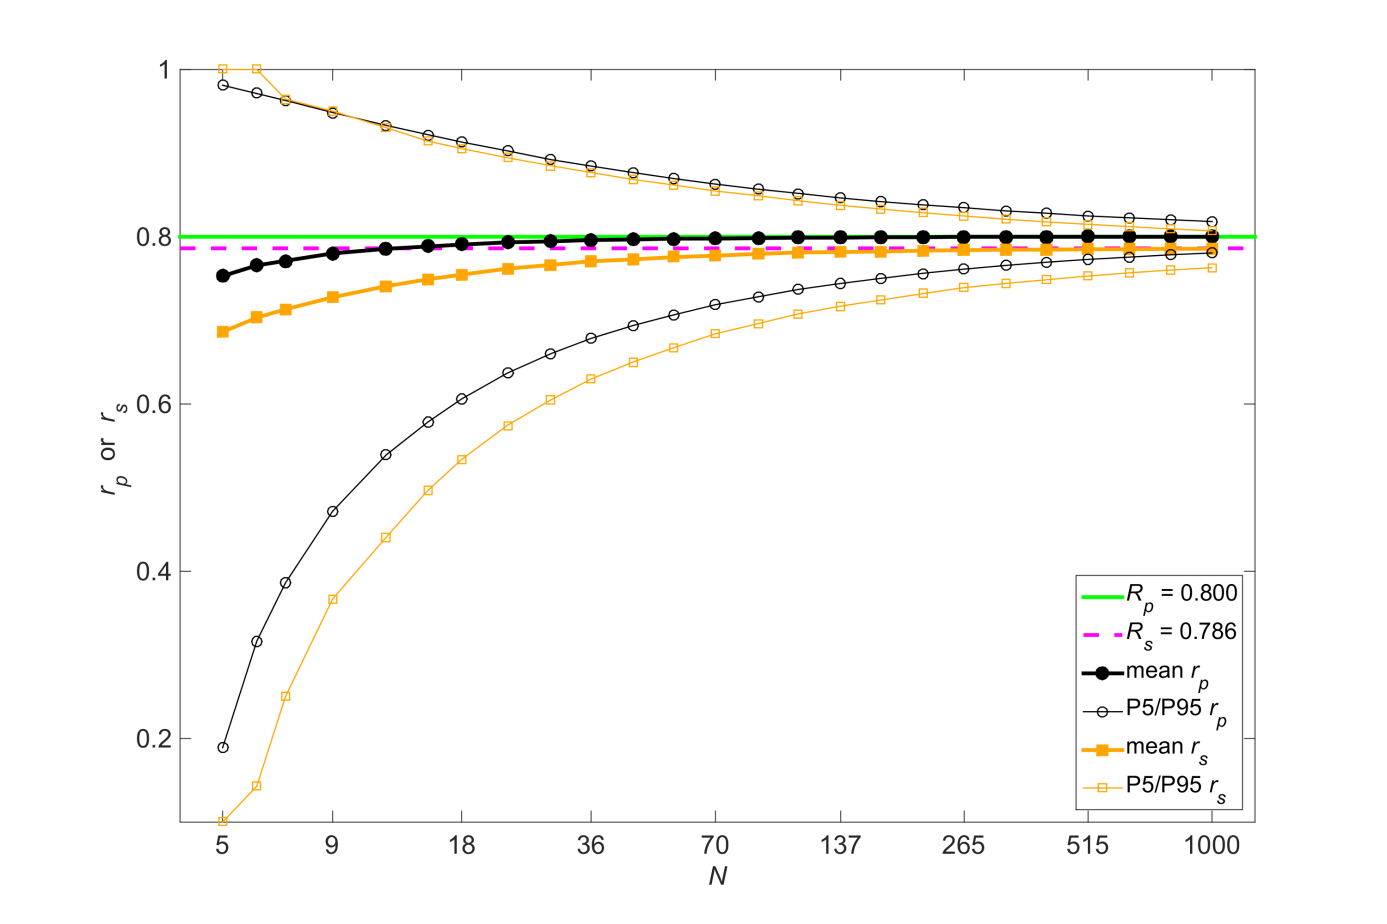 1
0.8
0.6
0.4
0.2
r_p or r_s
5 9 18 36 70 137 265 515 1000
N
R_p = 0.800
R_s = 0.786
mean r_p
P5/P95 r_p
mean r_s
P5/P95 r_s